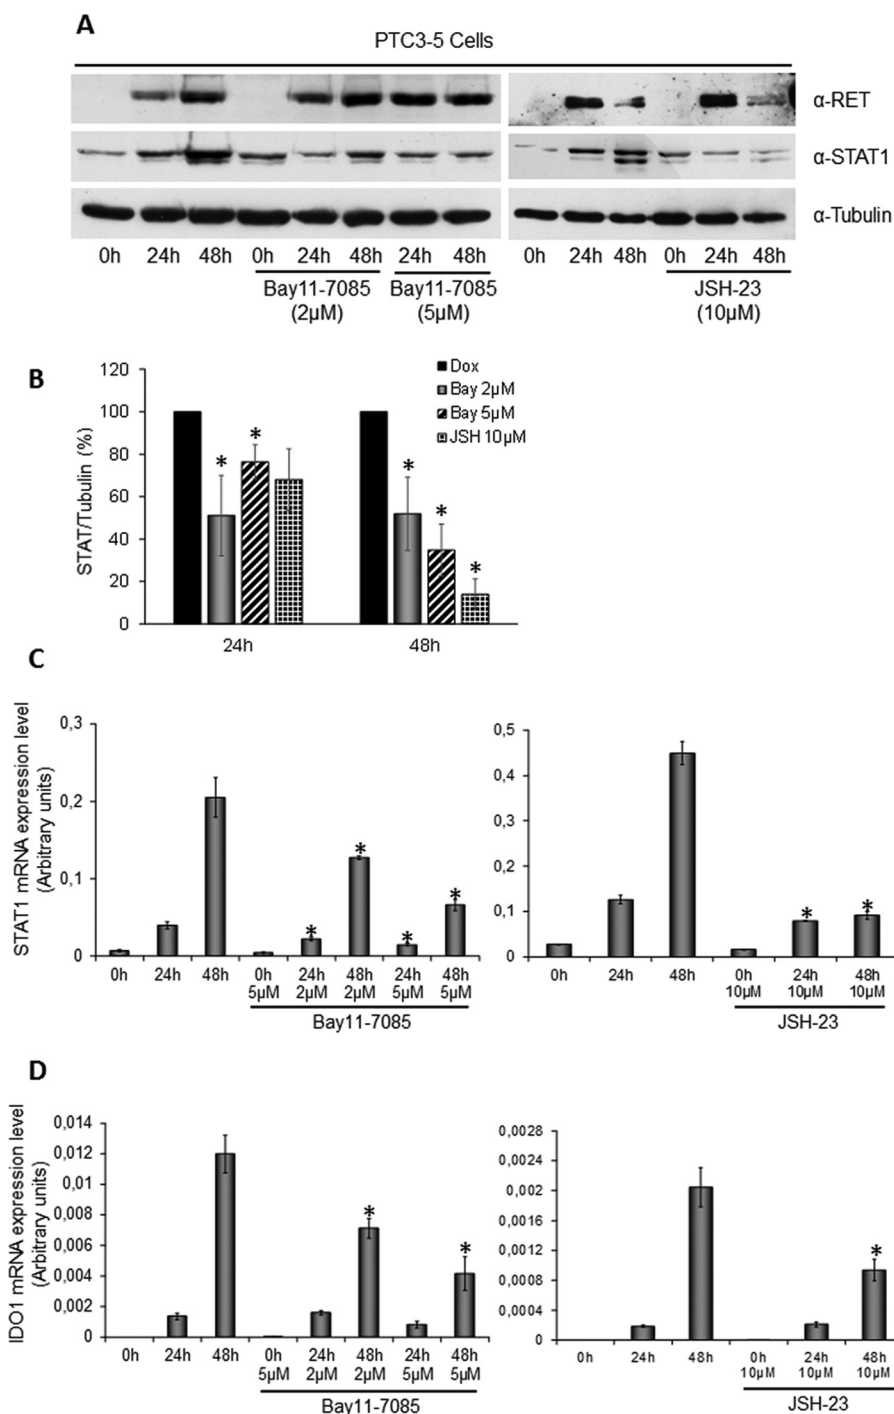 A
PTC3-5 Cells
α-RET
α-STAT1
α-Tubulin
0h 24h 48h 0h 24h 48h 24h 48h 0h 24h 48h 0h 24h 48h
Bay11-7085 Bay11-7085 JSH-23
(2µM) (5µM) (10µM)
B
STAT/Tubulin (%)
120
100
80
60
40
20
0
Dox
Bay 2µM
Bay 5µM
JSH 10µM
* *
* * *
24h 48h
C
STAT1 mRNA expression level
(Arbitrary units)
0,3
0,2
0,1
0
* * * *
0h 24h 48h 0h 24h 48h 24h 48h
5µM 2µM 2µM 5µM 5µM
Bay11-7085
0,5
0,4
0,3
0,2
0,1
0
* *
0h 24h 48h 0h 24h 48h
10µM 10µM 10µM
JSH-23
D
IDO1 mRNA expression level
(Arbitrary units)
0,014
0,012
0,01
0,008
0,006
0,004
0,002
0
* *
0h 24h 48h 0h 24h 48h 24h 48h
5µM 2µM 2µM 5µM 5µM
Bay11-7085
0,0028
0,0024
0,002
0,0016
0,0012
0,0008
0,0004
0
*
0h 24h 48h 0h 24h 48h
10µM 10µM 10µM
JSH-23